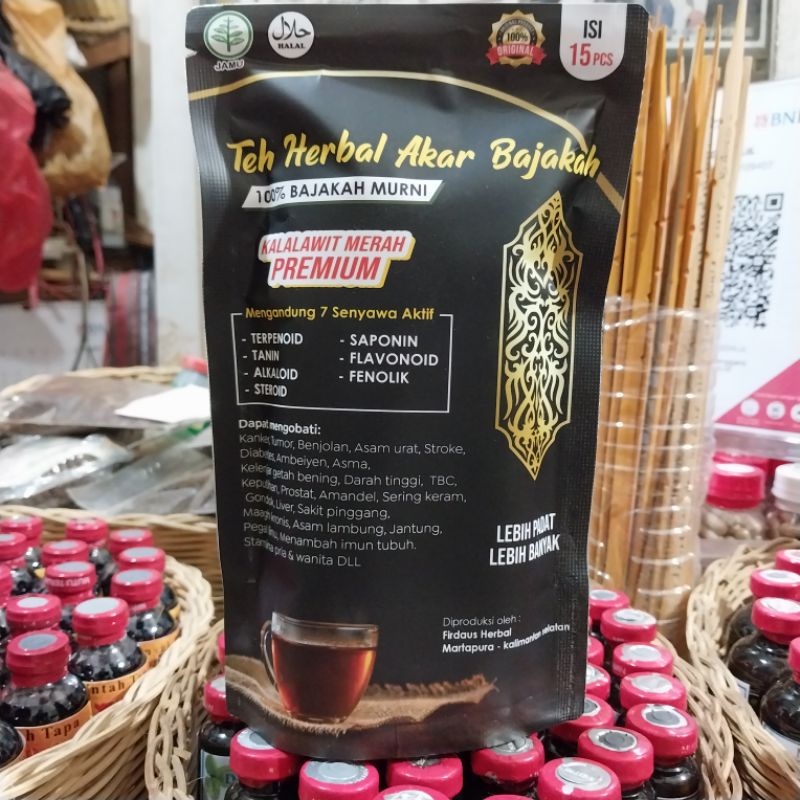 JAMU
حلال
HALAL
100%
ORIGINAL
ISI
15 PCS
Teh Herbal Akar Bajakah
100% BAJAKAH MURNI
KALALAWIT MERAH
PREMIUM
Mengandung 7 Senyawa Aktif
- TERPENOID
- TANIN
- ALKALOID
- STEROID
- SAPONIN
- FLAVONOID
- FENOLIK
Dapat mengobati:
Kanker, Tumor, Benjolan, Asam urat, Stroke,
Diabetes, Ambeiyen, Asma,
Kelenjar getah bening, Darah tinggi, TBC,
Keputihan, Prostat, Amandel, Sering keram,
Gondok, Liver, Sakit pinggang,
Maagh kronis, Asam lambung, Jantung,
Pegal linu, Menambah imun tubuh.
Stamina pria & wanita DLL
LEBIH PADAT
LEBIH BANYAK
Diproduksi oleh :
Firdaus Herbal
Martapura - kalimantan selatan
BNI
Tapa